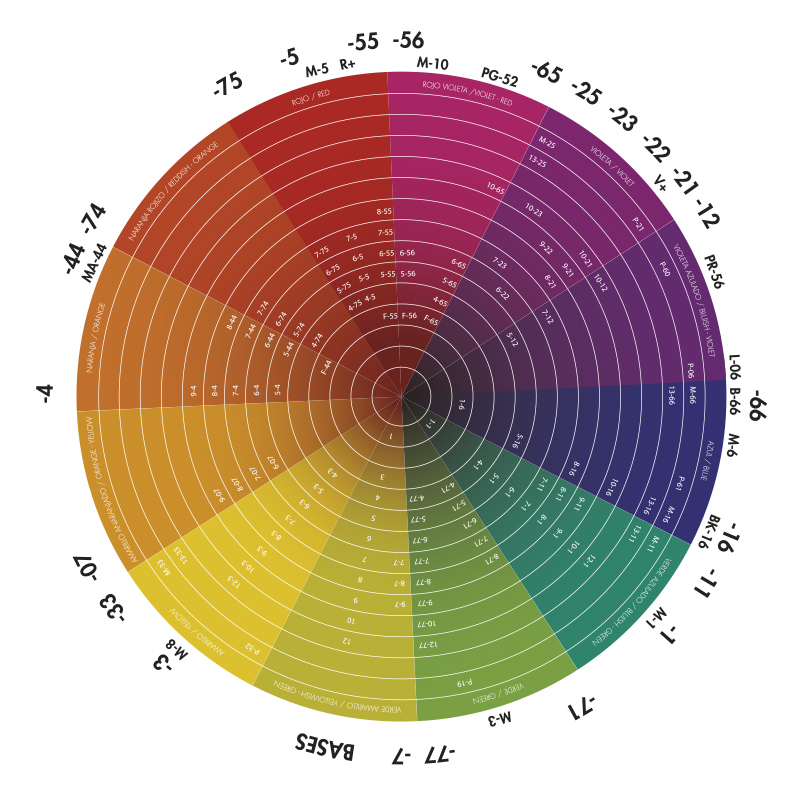 -55
-56
-5
M-5
R+
M-10
PG-52
-65
-25
-23
-22
V+
-21
-12
PR-56
L-06
B-66
-66
M-6
BK-16
-16
-11
M-1
-1
-71
M-3
-77
-7
BASES
M-8
-3
-33
-07
-4
MA-44
-44
-74
-75
ROJO / RED
8-55
7-55
7-5
7-75
6-55
6-5
6-75
5-55
5-5
5-75
4-5
4-75
F-55
ROJO VIOLETA /VIOLET - RED
10-65
6-56
6-65
5-56
5-65
4-65
F-56
F-65
VIOLETA / VIOLET
M-25
13-25
P-21
10-23
10-21
9-22
9-21
8-21
7-23
7-12
6-22
5-12
10-12
VIOLETA AZULADO / BLUISH - VIOLET
P-60
P-06
AZUL / BLUE
M-66
13-66
P-61
M-16
13-16
10-16
8-16
5-16
1-6
1-1
VERDE AZULADO / BLUISH - GREEN
M-11
13-11
12-1
10-1
9-11
9-1
8-11
8-1
7-11
7-1
6-1
5-1
4-1
VERDE / GREEN
P-19
12-77
10-77
9-77
8-77
8-71
7-77
7-71
6-77
6-71
5-77
5-71
4-77
4-71
VERDE AMARILLO / YELLOWISH - GREEN
12
10
9
9-7
8
8-7
7
7-7
6
5
4
3
1
AMARILLO / YELLOW
P-32
M-33
13-33
12-3
10-3
9-3
8-3
7-3
6-3
5-3
4-3
AMARILLO ANARANJADO / ORANGE - YELLOW
9-07
8-07
7-07
6-07
NARANJA / ORANGE
9-4
8-4
7-4
6-4
5-4
NARANJA ROJIZO / REDDISH - ORANGE
8-44
7-44
7-74
6-44
6-74
5-44
5-74
4-74
F-44